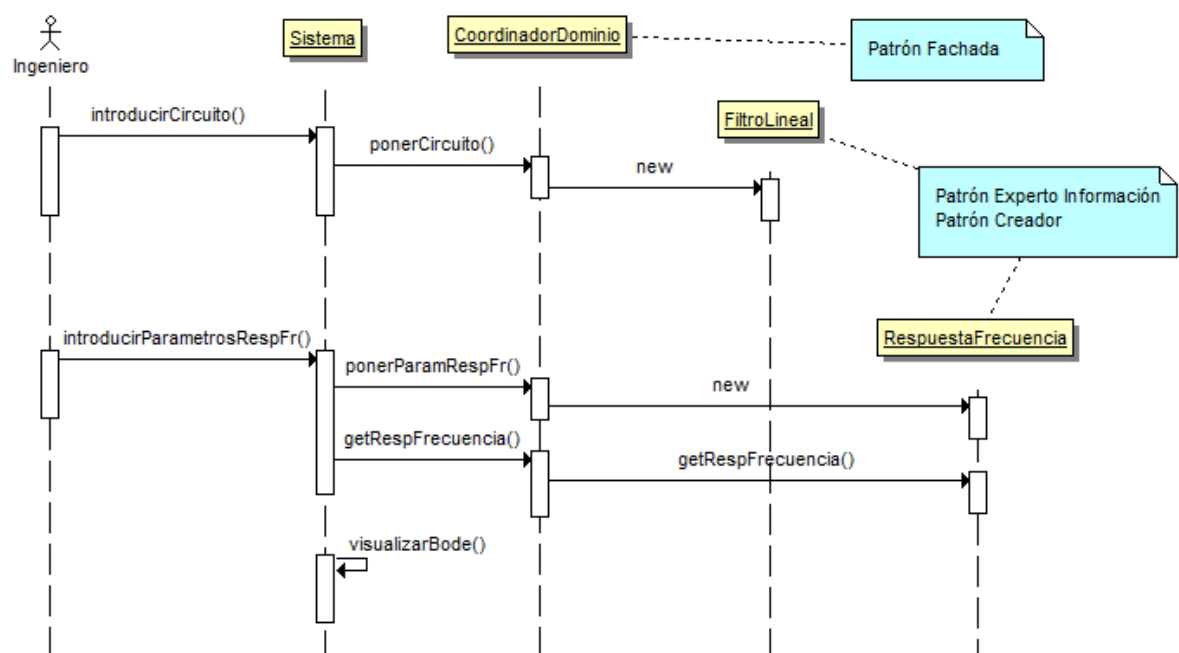 Ingeniero
Sistema
CoordinadorDominio
Patrón Fachada
introducirCircuito()
ponerCircuito()
new
FiltroLineal
Patrón Experto Información
Patrón Creador
introducirParametrosRespFr()
RespuestaFrecuencia
ponerParamRespFr()
new
getRespFrecuencia()
getRespFrecuencia()
visualizarBode()